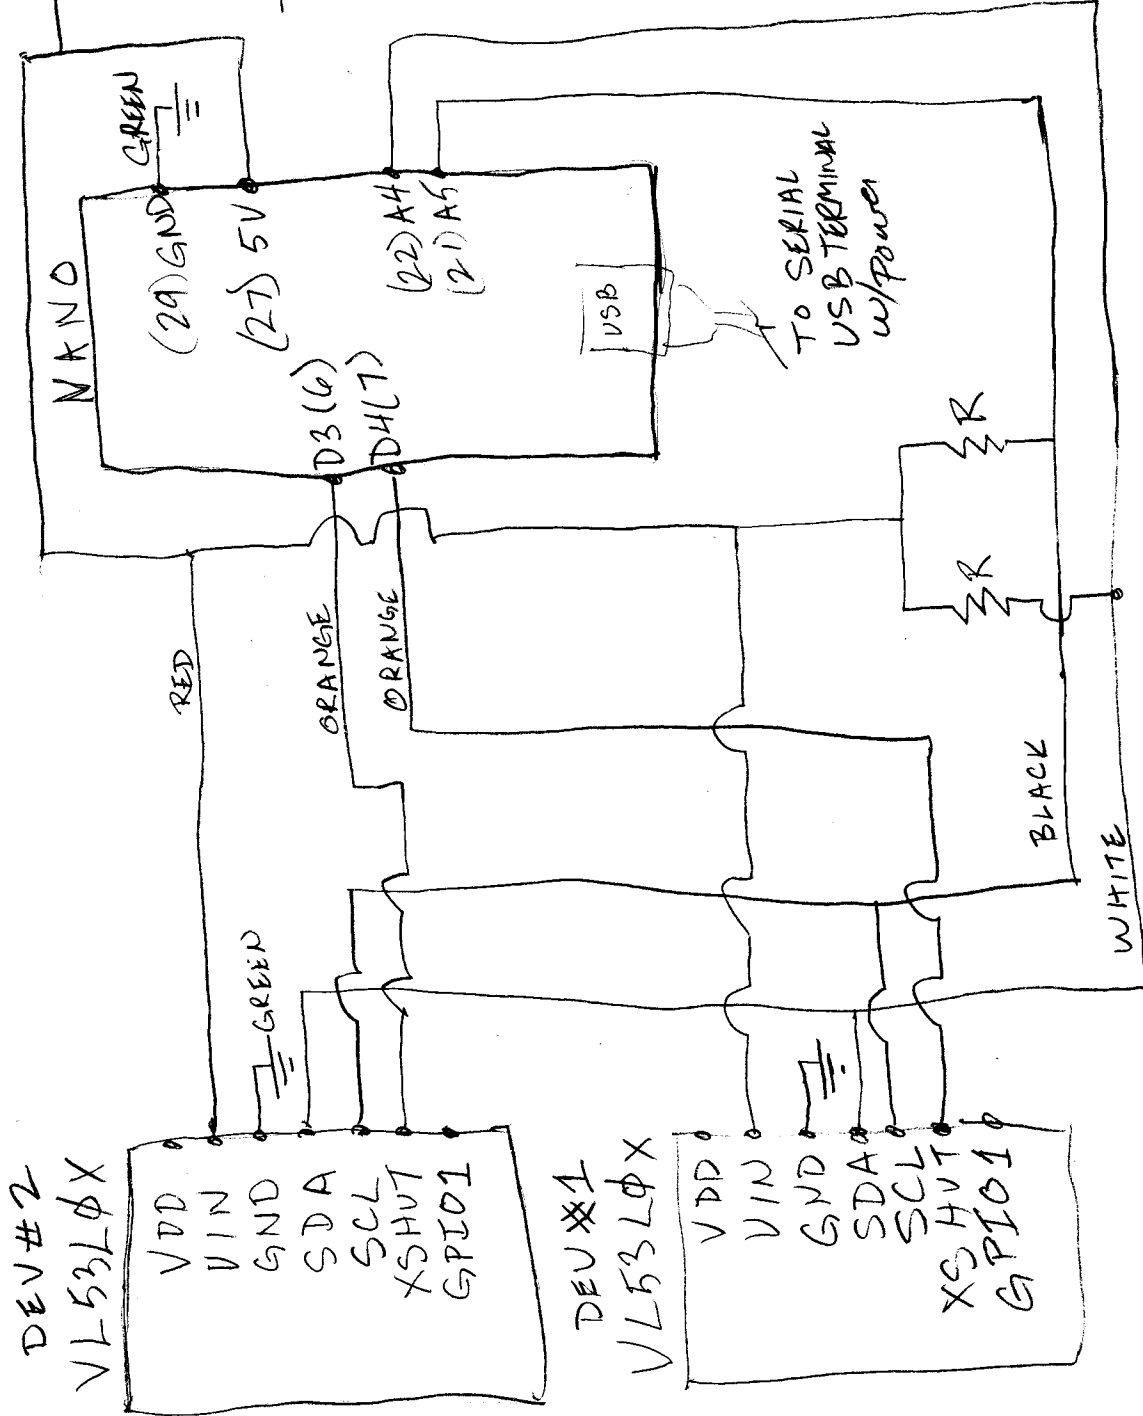 DEV#2
VL53LØX
VDD
VIN
GND
SDA
SCL
XSHUT
GPIO1
DEV#1
VL53LØX
VDD
VIN
GND
SDA
SCL
XSHUT
GPIO1
GREEN
RED
ORANGE
ORANGE
BLACK
WHITE
NANO
GREEN
(29) GND
(27) 5V
(22) A4
(21) A5
D3(6)
D4(7)
USB
TO SERIAL
USB TERMINAL
W/Power
R
R